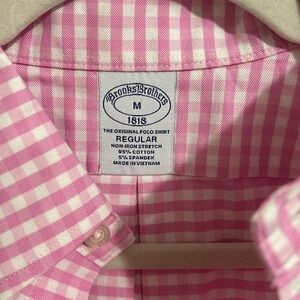 Brooks Brothers
M
1818
THE ORIGINAL POLO SHIRT
REGULAR
NON-IRON STRETCH
95% COTTON
5% SPANDEX
MADE IN VIETNAM